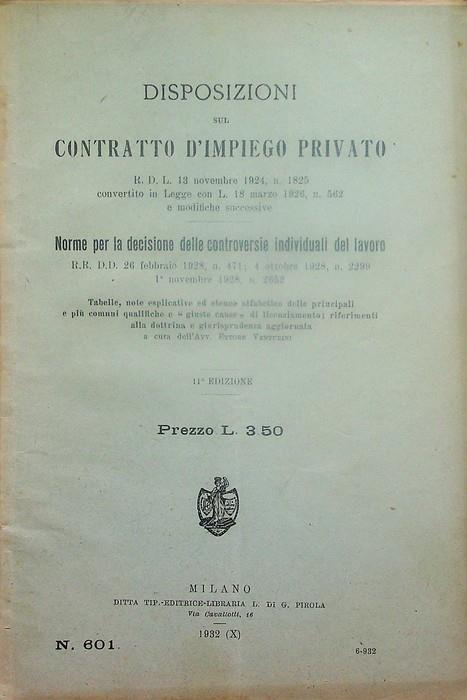 DISPOSIZIONI
SUL
CONTRATTO D'IMPIEGO PRIVATO
R. D. L. 13 novembre 1924, n. 1825
convertito in Legge con L. 18 marzo 1926, n. 562
e modifiche successive
Norme per la decisione delle controversie individuali del lavoro
R.R. D.D. 26 febbraio 1928, n. 471; 4 ottobre 1928, n. 2299
1° novembre 1928, n. 2652
Tabelle, note esplicative ed elenco alfabetico delle principali
e più comuni qualifiche e « giuste cause » di licenziamento; riferimenti
alla dottrina e giurisprudenza aggiornata
a cura dell'Avv. ETTORE VENTURINI
11ª EDIZIONE
Prezzo L. 3 50
MILANO
DITTA TIP.-EDITRICE-LIBRARIA L. DI G. PIROLA
Via Cavallotti, 16
1932 (X)
N. 601.
6-932